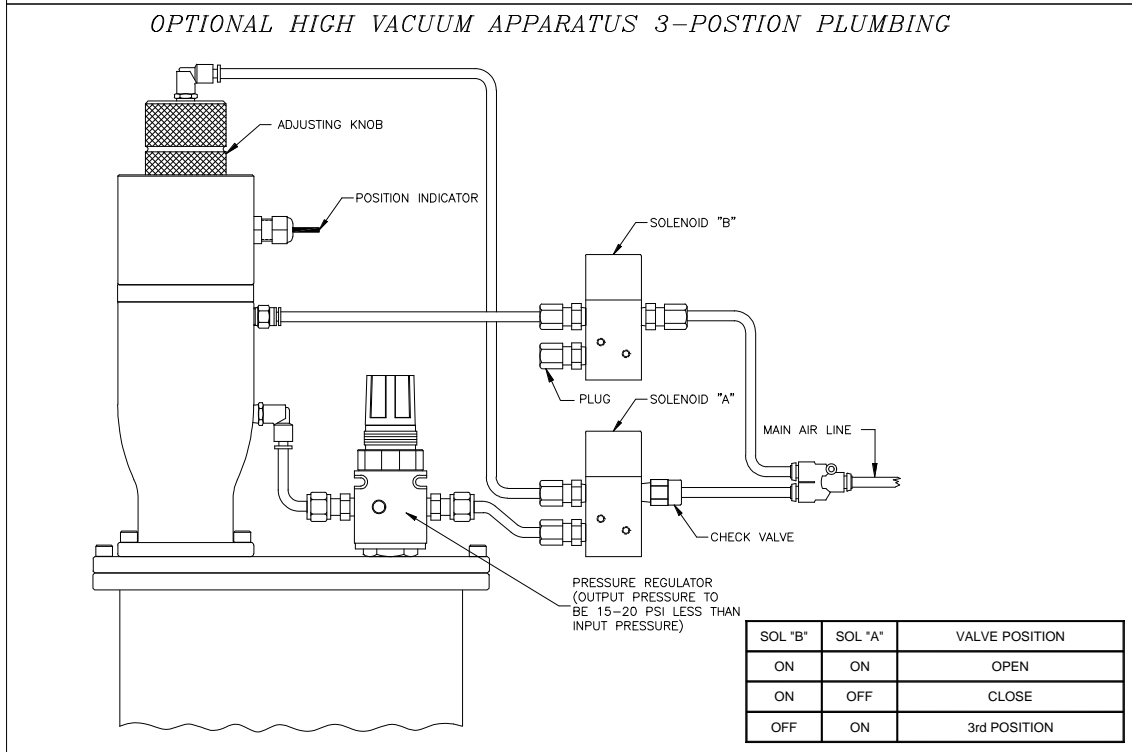 OPTIONAL HIGH VACUUM APPARATUS 3-POSTION PLUMBING
ADJUSTING KNOB
POSITION INDICATOR
SOLENOID "B"
PLUG
SOLENOID "A"
MAIN AIR LINE
CHECK VALVE
PRESSURE REGULATOR
(OUTPUT PRESSURE TO
BE 15-20 PSI LESS THAN
INPUT PRESSURE)
SOL "B" SOL "A" VALVE POSITION
ON ON OPEN
ON OFF CLOSE
OFF ON 3rd POSITION